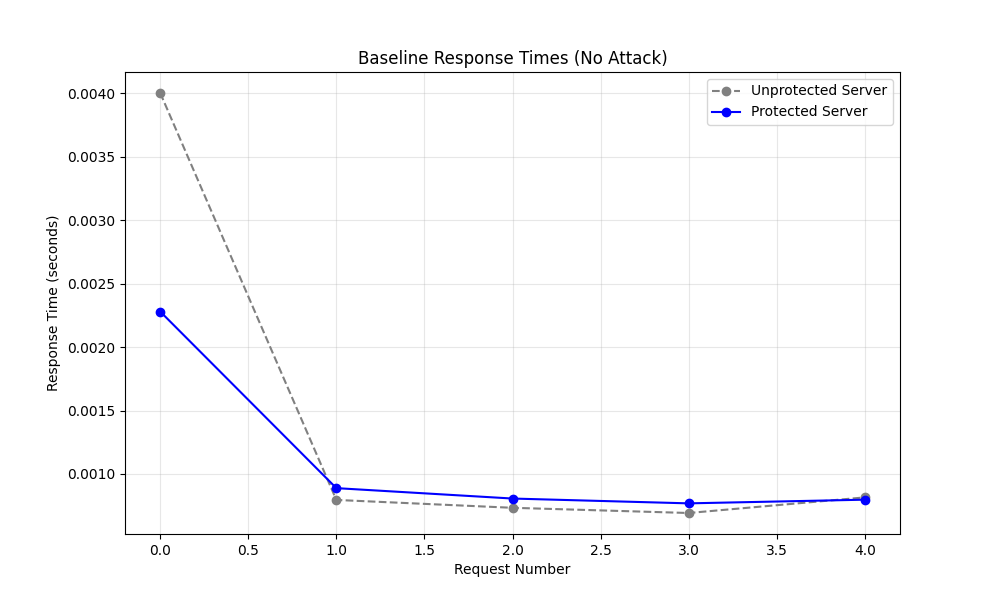 Baseline Response Times (No Attack)
Unprotected Server
Protected Server
Response Time (seconds)
0.0040
0.0035
0.0030
0.0025
0.0020
0.0015
0.0010
0.0 0.5 1.0 1.5 2.0 2.5 3.0 3.5 4.0
Request Number